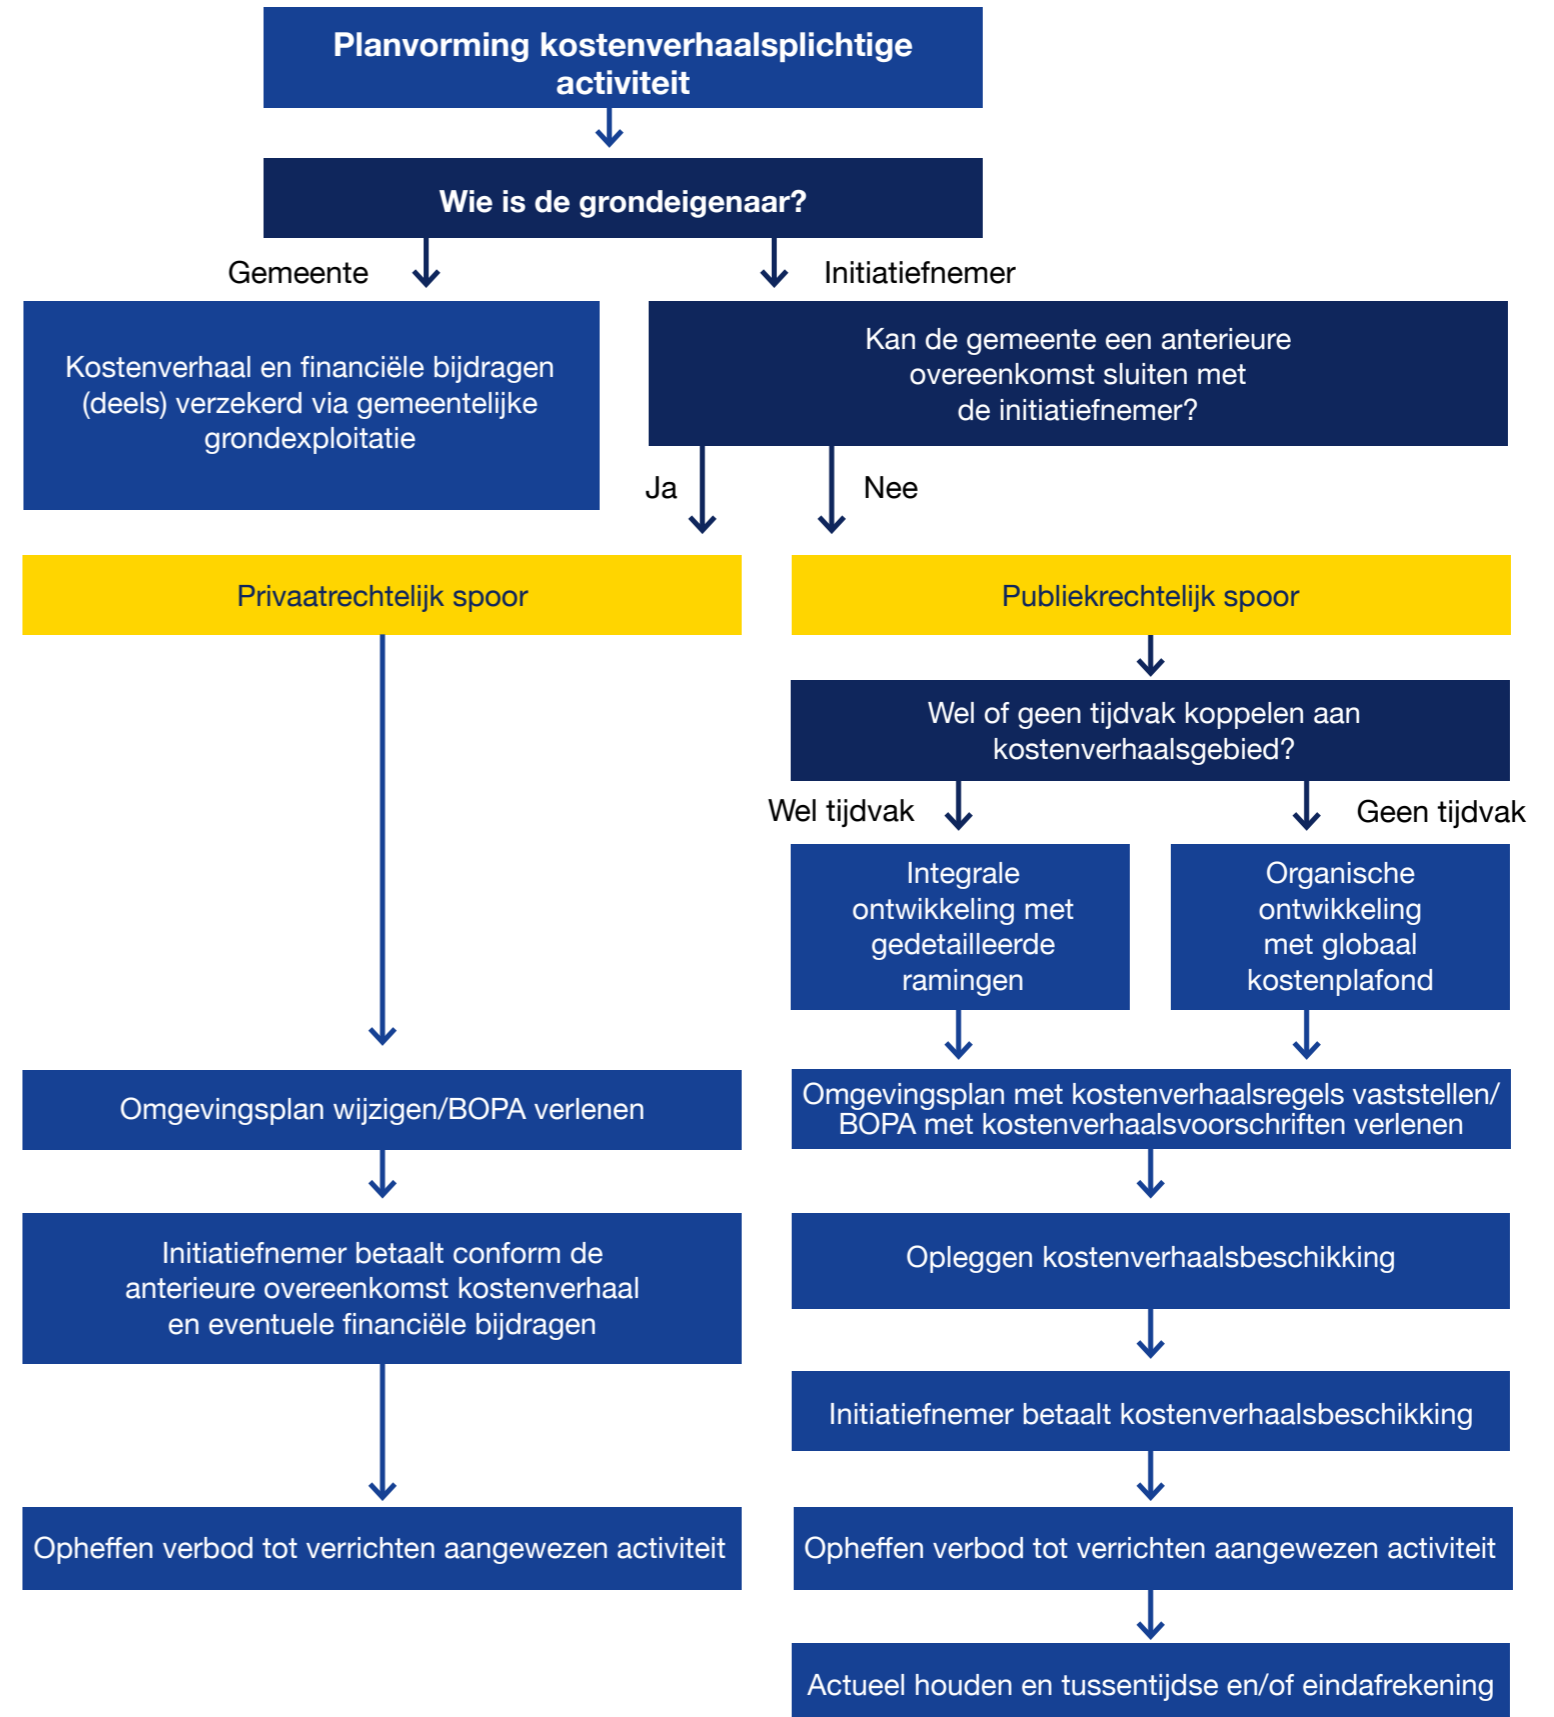 Planvorming kostenverhaalsplichtige
activiteit
Wie is de grondeigenaar?
Gemeente
Initiatiefnemer
Kostenverhaal en financiële bijdragen
(deels) verzekerd via gemeentelijke
grondexploitatie
Kan de gemeente een anterieure
overeenkomst sluiten met
de initiatiefnemer?
Ja
Nee
Privaatrechtelijk spoor
Publiekrechtelijk spoor
Wel of geen tijdvak koppelen aan
kostenverhaalsgebied?
Wel tijdvak
Geen tijdvak
Integrale
ontwikkeling met
gedetailleerde
ramingen
Organische
ontwikkeling
met globaal
kostenplafond
Omgevingsplan wijzigen/BOPA verlenen
Omgevingsplan met kostenverhaalsregels vaststellen/
BOPA met kostenverhaalsvoorschriften verlenen
Initiatiefnemer betaalt conform de
anterieure overeenkomst kostenverhaal
en eventuele financiële bijdragen
Opleggen kostenverhaalsbeschikking
Initiatiefnemer betaalt kostenverhaalsbeschikking
Opheffen verbod tot verrichten aangewezen activiteit
Opheffen verbod tot verrichten aangewezen activiteit
Actueel houden en tussentijdse en/of eindafrekening